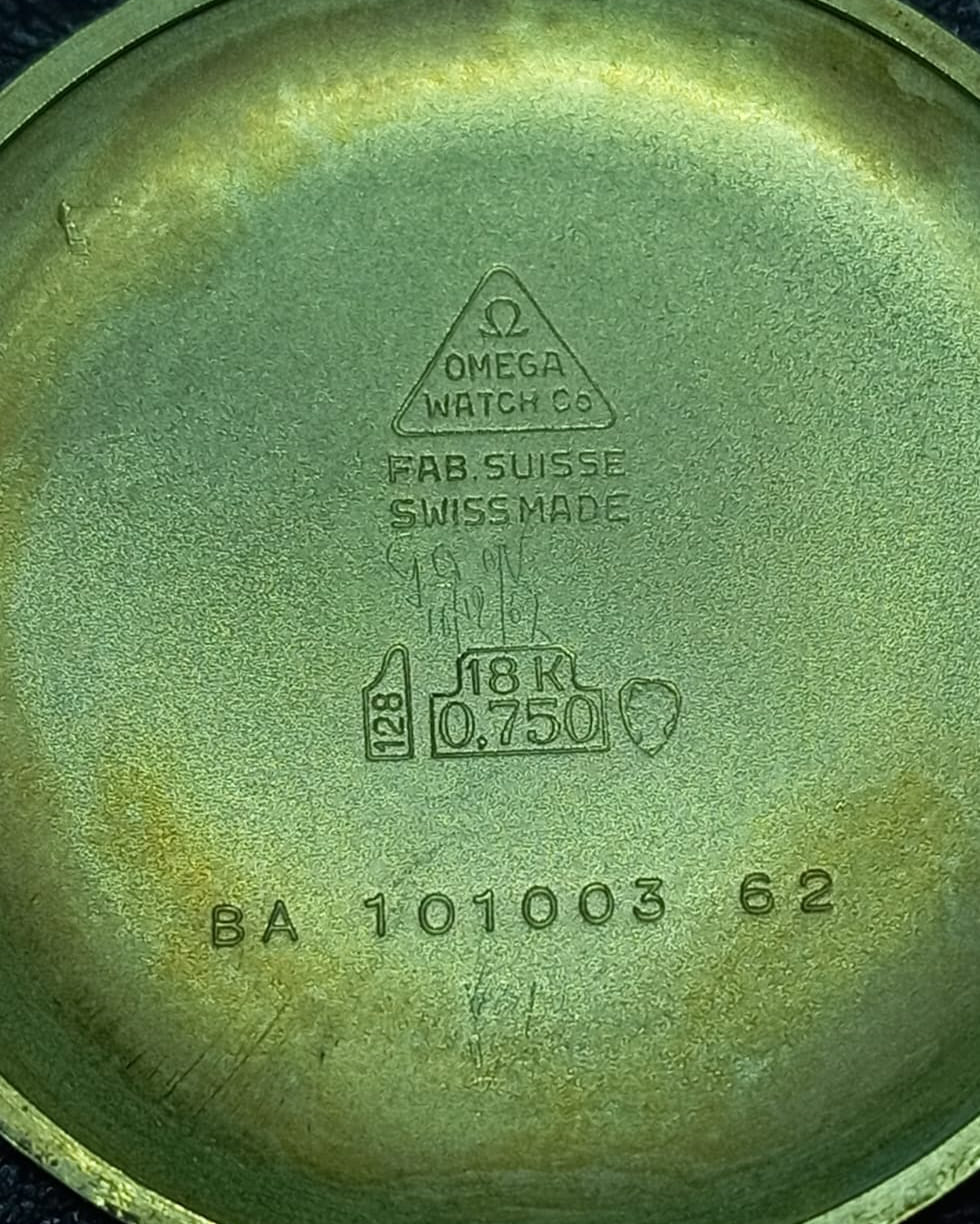 Ω
OMEGA
WATCH Co
FAB. SUISSE
SWISS MADE
128
18 K
0,750
BA 101003 62